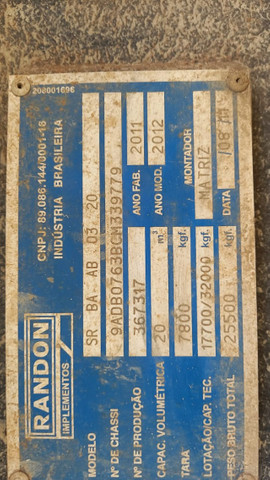 200001696
RANDON
IMPLEMENTOS
CNPJ: 89.086.144/0001-16
INDÚSTRIA BRASILEIRA
MODELO SR BA AB 03 20
Nº DE CHASSI 9ADB0763BCM339779
Nº DE PRODUÇÃO 367317 ANO FAB. 2011
CAPAC. VOLUMÉTRICA 20 m³ ANO MOD. 2012
TARA 7800 kgf. MONTADOR
LOTAÇÃO/CAP. TEC. 17700/32000 kgf. MATRIZ
PESO BRUTO TOTAL 25500 kgf. DATA /08/